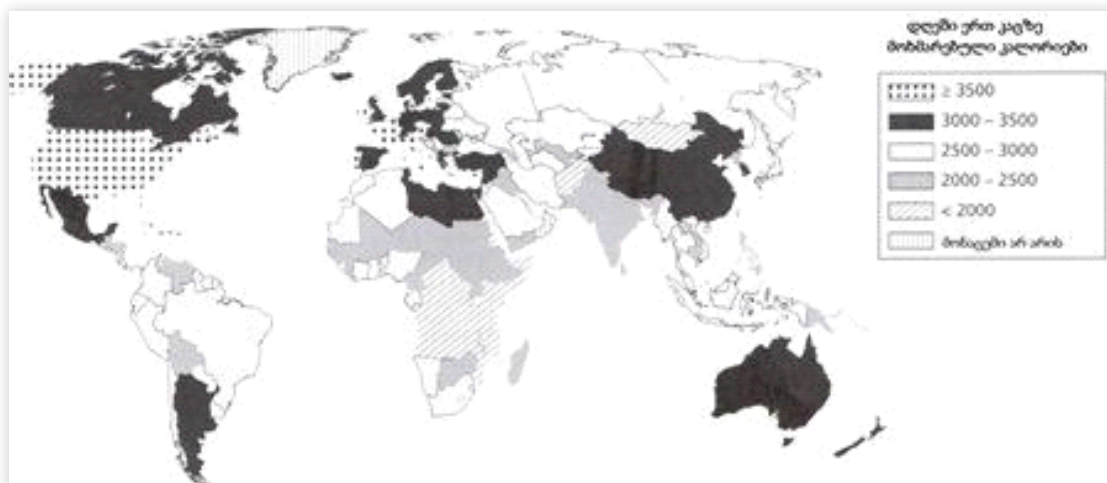 დღეში ერთ კაცზე
მოხმარებული კალორიები
≥ 3500
3000 – 3500
2500 – 3000
2000 – 2500
< 2000
მონაცემი არ არის